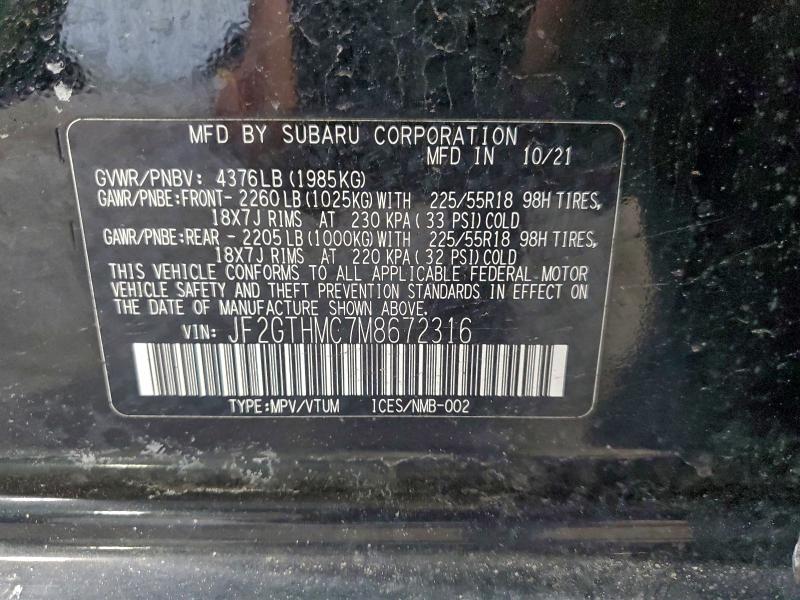 MFD BY SUBARU CORPORATION
MFD IN 10/21
GVWR/PNBV: 4376LB (1985KG)
GAWR/PNBE:FRONT- 2260LB (1025KG) WITH 225/55R18 98H TIRES,
18X7J RIMS AT 230 KPA ( 33 PSI) COLD
GAWR/PNBE:REAR - 2205LB (1000KG) WITH 225/55R18 98H TIRES,
18X7J RIMS AT 220 KPA ( 32 PSI) COLD
THIS VEHICLE CONFORMS TO ALL APPLICABLE FEDERAL MOTOR
VEHICLE SAFETY AND THEFT PREVENTION STANDARDS IN EFFECT ON
THE DATE OF MANUFACTURE SHOWN ABOVE.
VIN: JF2GTHMC7M8672316
TYPE:MPV/VTUM ICES/NMB-002